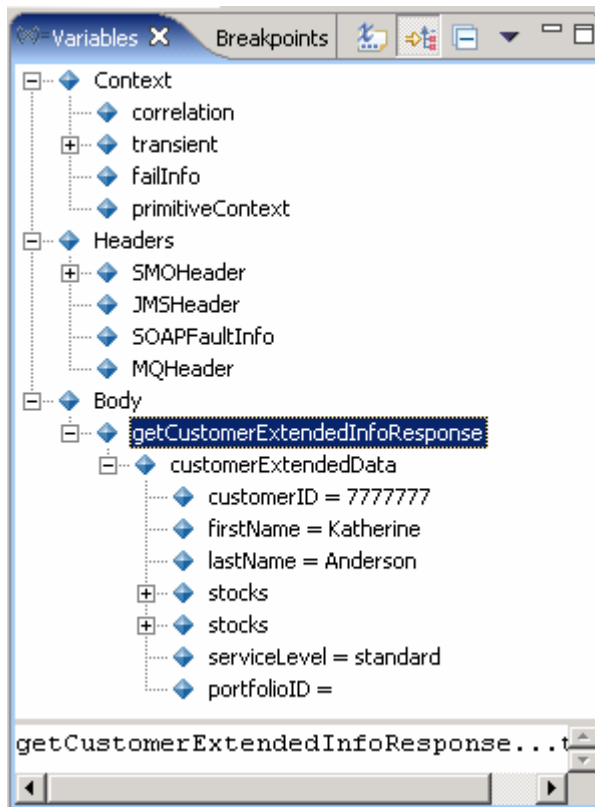 Variables Breakpoints
Context
correlation
transient
failInfo
primitiveContext
Headers
SMOHeader
JMSHeader
SOAPFaultInfo
MQHeader
Body
getCustomerExtendedInfoResponse
customerExtendedData
customerID = 7777777
firstName = Katherine
lastName = Anderson
stocks
stocks
serviceLevel = standard
portfolioID =
getCustomerExtendedInfoResponse...t